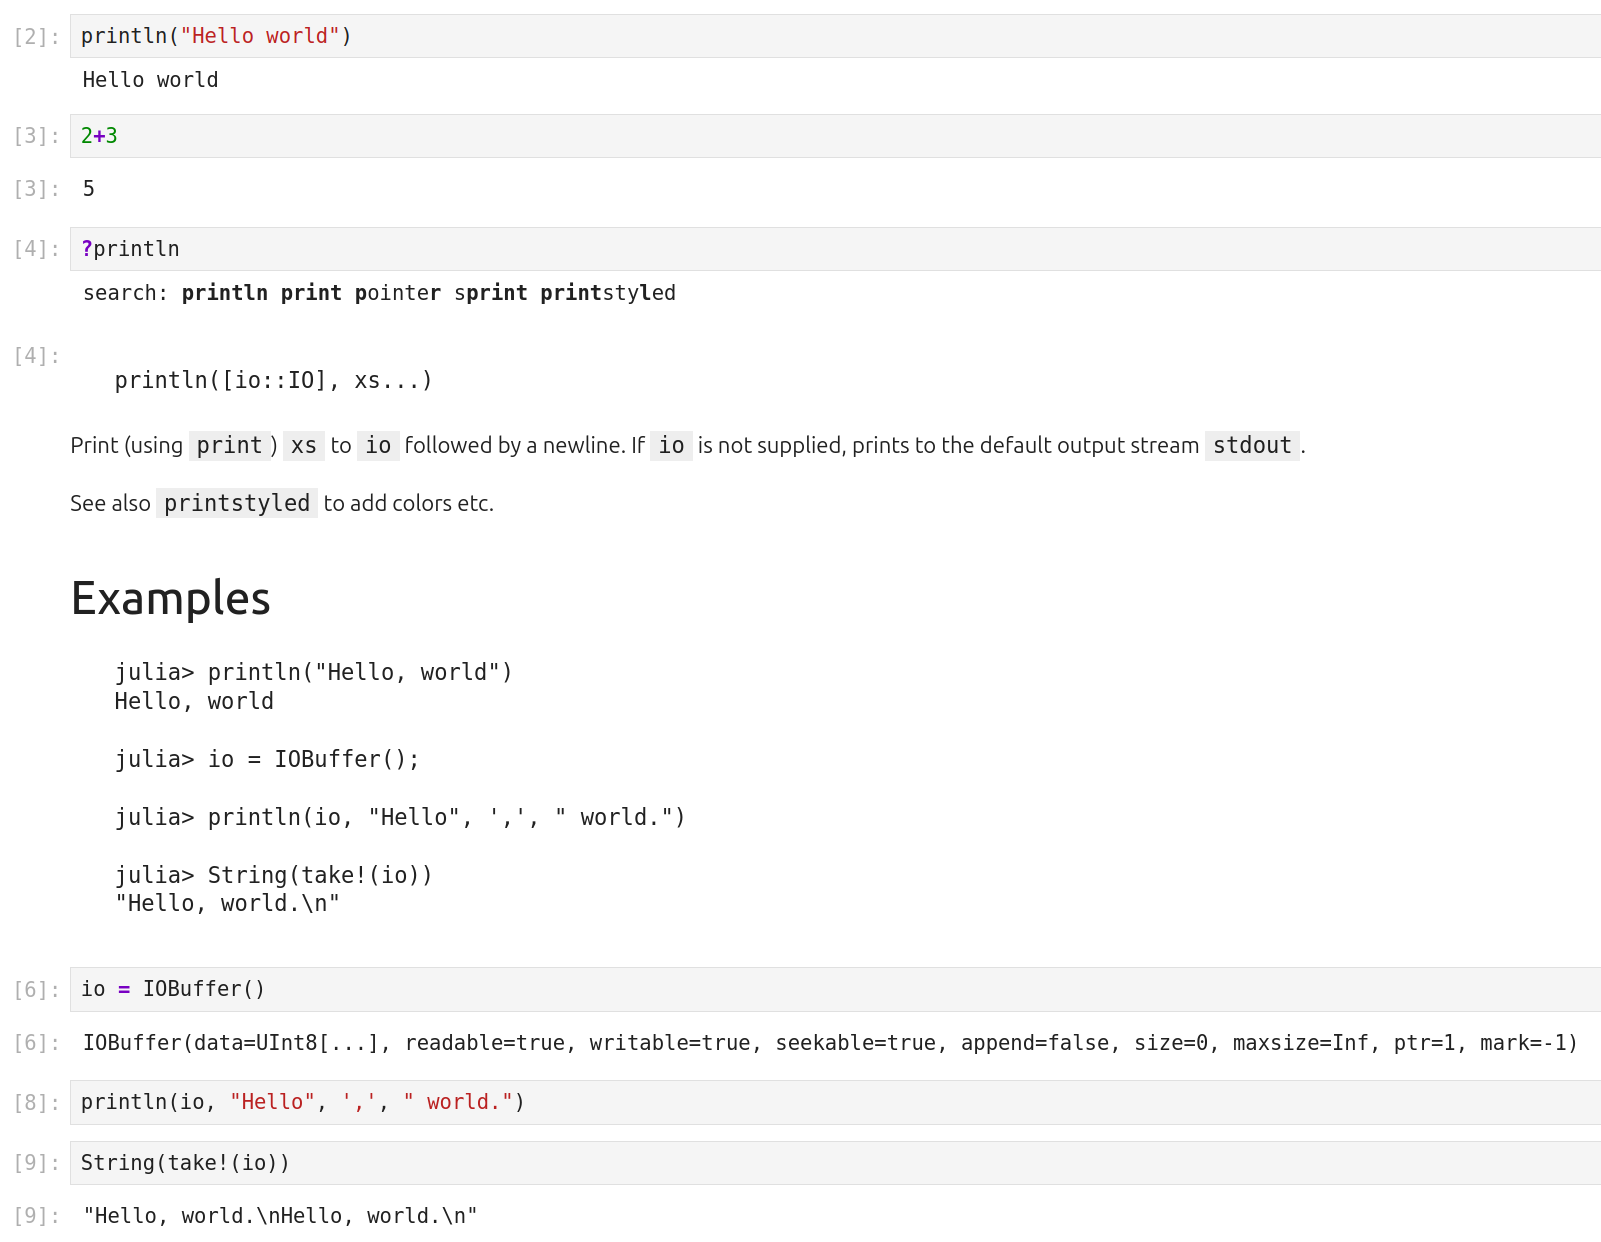 [2]: println("Hello world")
Hello world
[3]: 2+3
[3]: 5
[4]: ?println
search: println print pointer sprint printstyled
[4]:
println([io::IO], xs...)
Print (using print) xs to io followed by a newline. If io is not supplied, prints to the default output stream stdout.
See also printstyled to add colors etc.
Examples
julia> println("Hello, world")
Hello, world
julia> io = IOBuffer();
julia> println(io, "Hello", ',', " world.")
julia> String(take!(io))
"Hello, world.\n"
[6]: io = IOBuffer()
[6]: IOBuffer(data=UInt8[...], readable=true, writable=true, seekable=true, append=false, size=0, maxsize=Inf, ptr=1, mark=-1)
[8]: println(io, "Hello", ',', " world.")
[9]: String(take!(io))
[9]: "Hello, world.\nHello, world.\n"